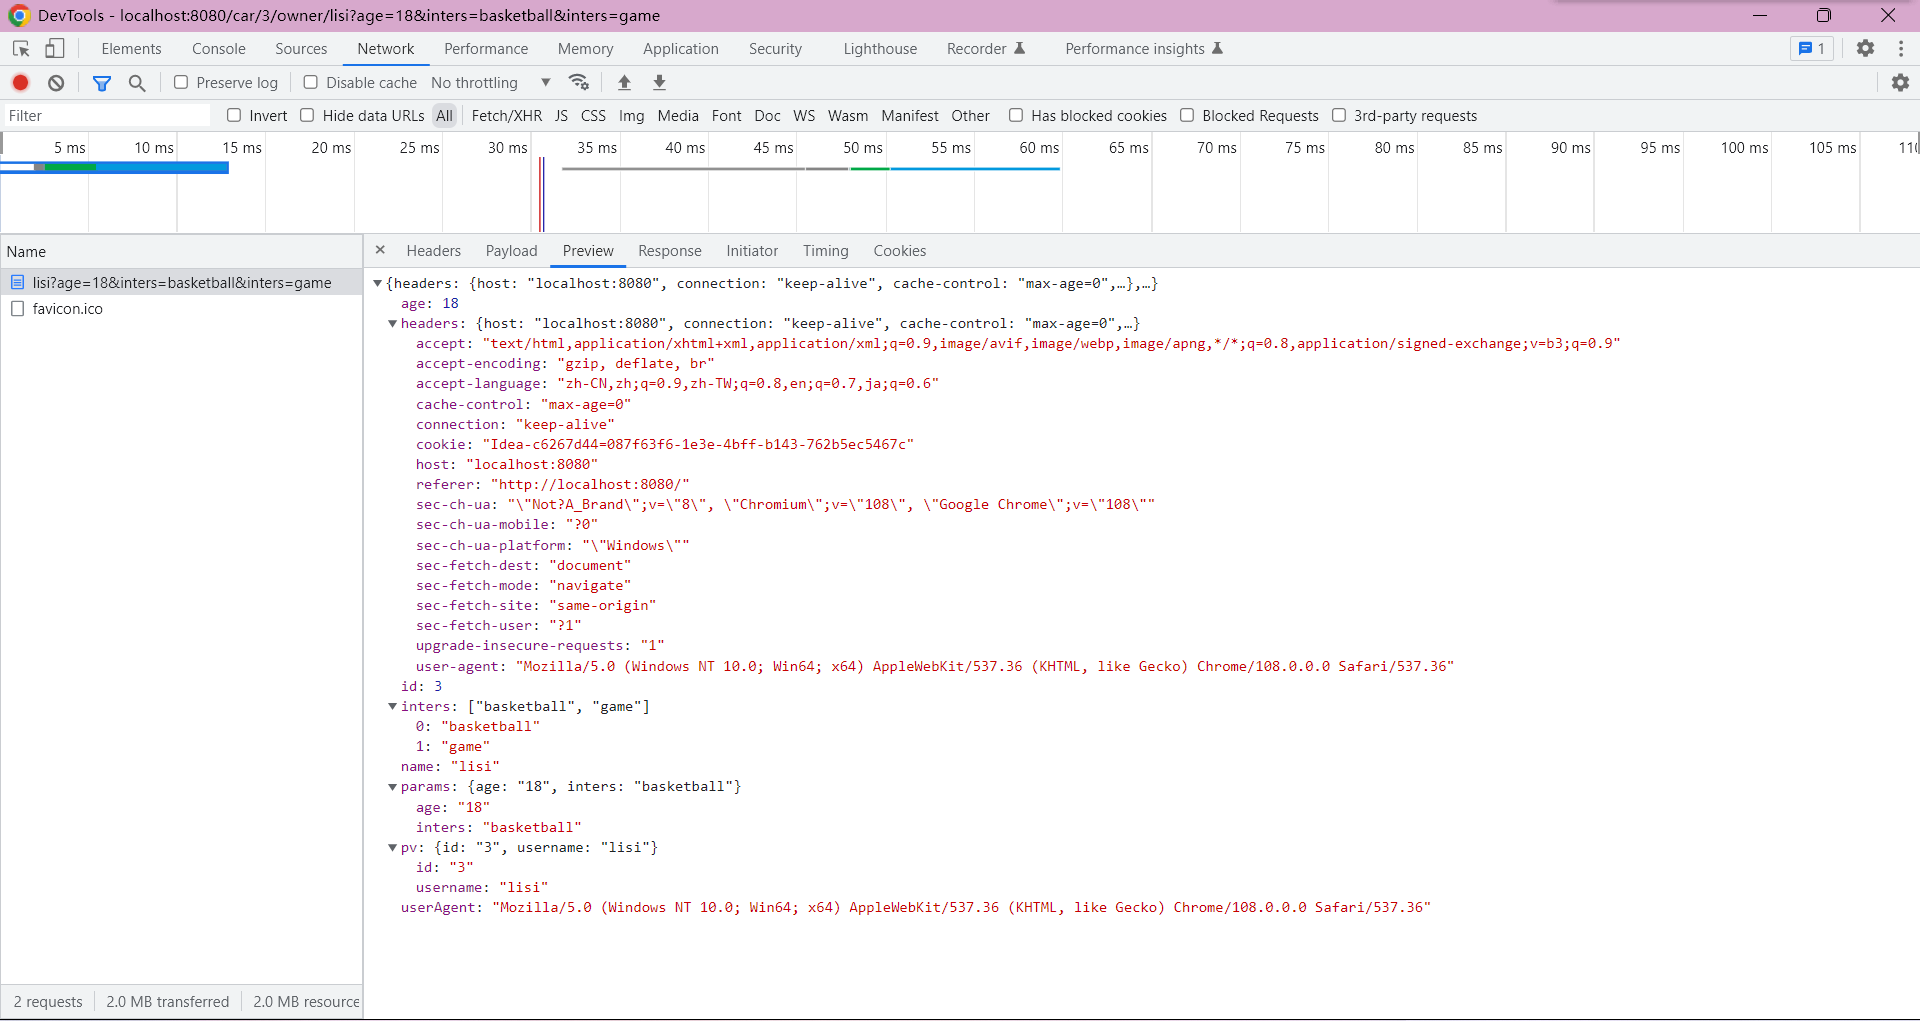 DevTools - localhost:8080/car/3/owner/lisi?age=18&inters=basketball&inters=game
Elements Console Sources Network Performance Memory Application Security Lighthouse Recorder Performance insights 1
Preserve log Disable cache No throttling
Filter Invert Hide data URLs All Fetch/XHR JS CSS Img Media Font Doc WS Wasm Manifest Other Has blocked cookies Blocked Requests 3rd-party requests
5 ms 10 ms 15 ms 20 ms 25 ms 30 ms 35 ms 40 ms 45 ms 50 ms 55 ms 60 ms 65 ms 70 ms 75 ms 80 ms 85 ms 90 ms 95 ms 100 ms 105 ms
Name
lisi?age=18&inters=basketball&inters=game
favicon.ico
Headers Payload Preview Response Initiator Timing Cookies
{headers: {host: "localhost:8080", connection: "keep-alive", cache-control: "max-age=0",…},…}
age: 18
headers: {host: "localhost:8080", connection: "keep-alive", cache-control: "max-age=0",…}
accept: "text/html,application/xhtml+xml,application/xml;q=0.9,image/avif,image/webp,image/apng,*/*;q=0.8,application/signed-exchange;v=b3;q=0.9"
accept-encoding: "gzip, deflate, br"
accept-language: "zh-CN,zh;q=0.9,zh-TW;q=0.8,en;q=0.7,ja;q=0.6"
cache-control: "max-age=0"
connection: "keep-alive"
cookie: "Idea-c6267d44=087f63f6-1e3e-4bff-b143-762b5ec5467c"
host: "localhost:8080"
referer: "http://localhost:8080/"
sec-ch-ua: "\"Not?A_Brand\";v=\"8\", \"Chromium\";v=\"108\", \"Google Chrome\";v=\"108\""
sec-ch-ua-mobile: "?0"
sec-ch-ua-platform: "\"Windows\""
sec-fetch-dest: "document"
sec-fetch-mode: "navigate"
sec-fetch-site: "same-origin"
sec-fetch-user: "?1"
upgrade-insecure-requests: "1"
user-agent: "Mozilla/5.0 (Windows NT 10.0; Win64; x64) AppleWebKit/537.36 (KHTML, like Gecko) Chrome/108.0.0.0 Safari/537.36"
id: 3
inters: ["basketball", "game"]
0: "basketball"
1: "game"
name: "lisi"
params: {age: "18", inters: "basketball"}
age: "18"
inters: "basketball"
pv: {id: "3", username: "lisi"}
id: "3"
username: "lisi"
userAgent: "Mozilla/5.0 (Windows NT 10.0; Win64; x64) AppleWebKit/537.36 (KHTML, like Gecko) Chrome/108.0.0.0 Safari/537.36"
2 requests 2.0 MB transferred 2.0 MB resource